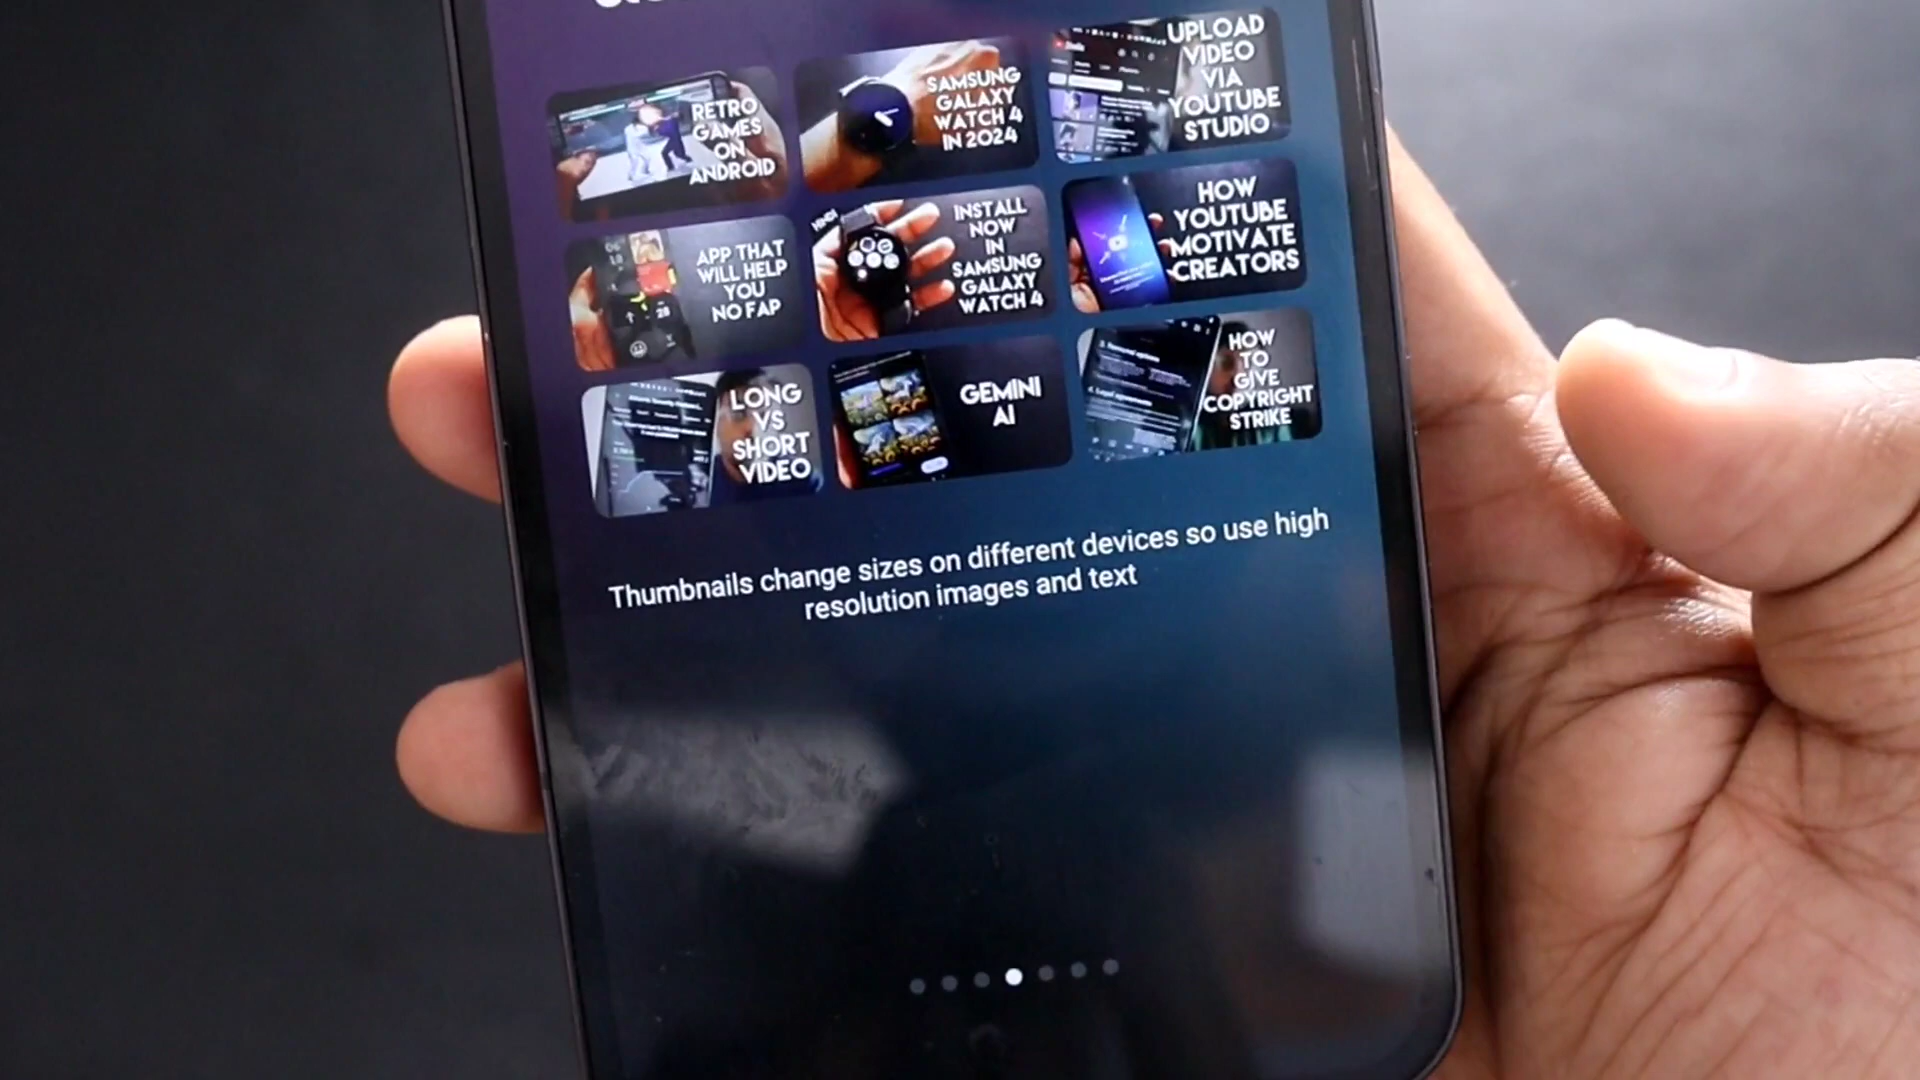 RETRO
GAMES
ON
ANDROID
SAMSUNG
GALAXY
WATCH 4
IN 2024
UPLOAD
VIDEO
VIA
YOUTUBE
STUDIO
APP THAT
WILL HELP
YOU
NO FAP
HINDI
INSTALL
NOW
IN
SAMSUNG
GALAXY
WATCH 4
HOW
YOUTUBE
MOTIVATE
CREATORS
LONG
VS
SHORT
VIDEO
GEMINI
AI
HOW
TO
GIVE
COPYRIGHT
STRIKE
Thumbnails change sizes on different devices so use high
resolution images and text